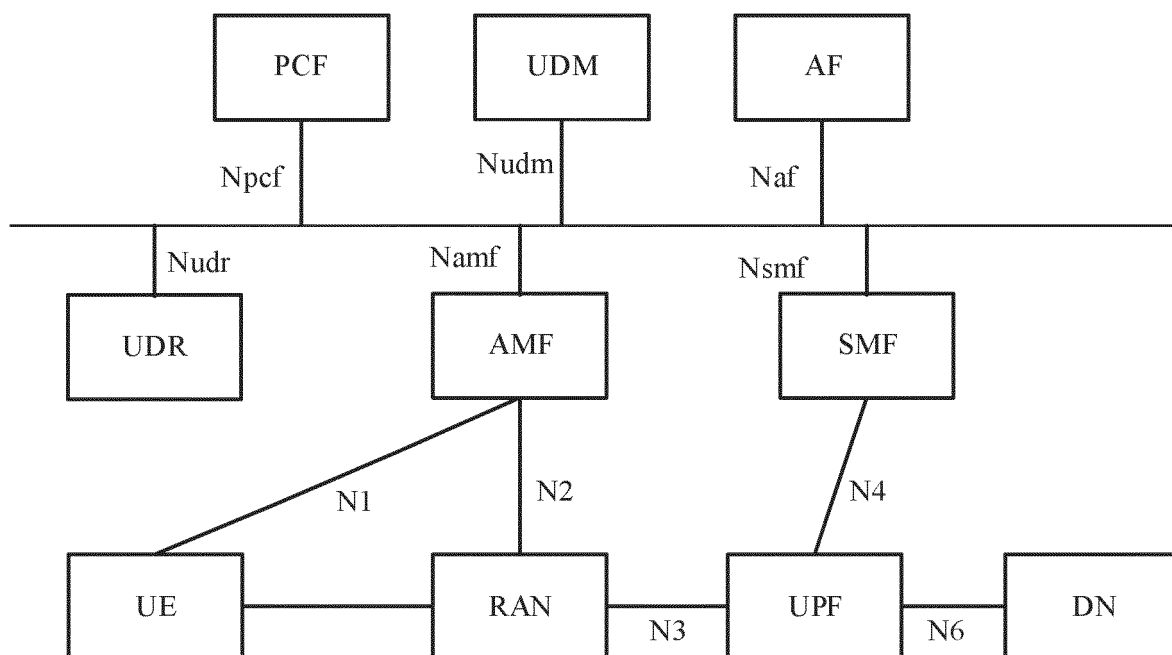 PCF
UDM
AF
Npcf
Nudm
Naf
Nudr
Namf
Nsmf
UDR
AMF
SMF
N1
N2
N4
UE
RAN
UPF
DN
N3
N6